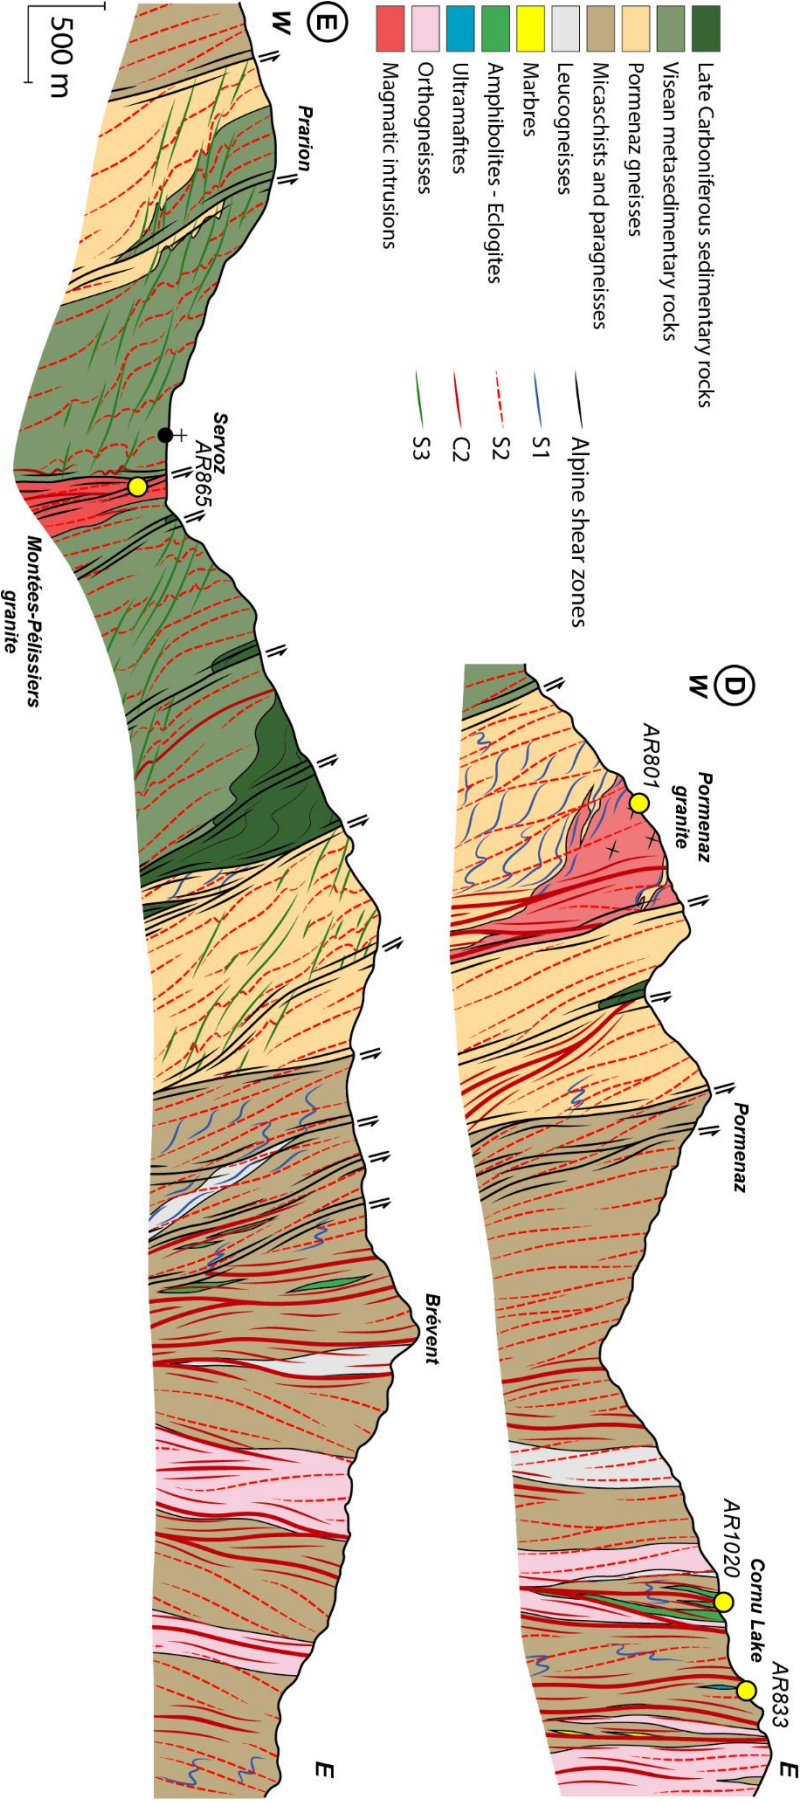 D
W
Pormenaz
granite
AR801
Pormenaz
Cornu Lake
AR1020
AR833
E
Late Carboniferous sedimentary rocks
Visean metasedimentary rocks
Pormenaz gneisses
Micaschists and paragneisses
Leucogneisses
Marbres
Amphibolites - Eclogites
Ultramafites
Orthogneisses
Magmatic intrusions
Alpine shear zones
S1
S2
C2
S3
E
W
Prarion
Servoz
AR865
Montées-Pélissiers
granite
Brévent
E
500 m